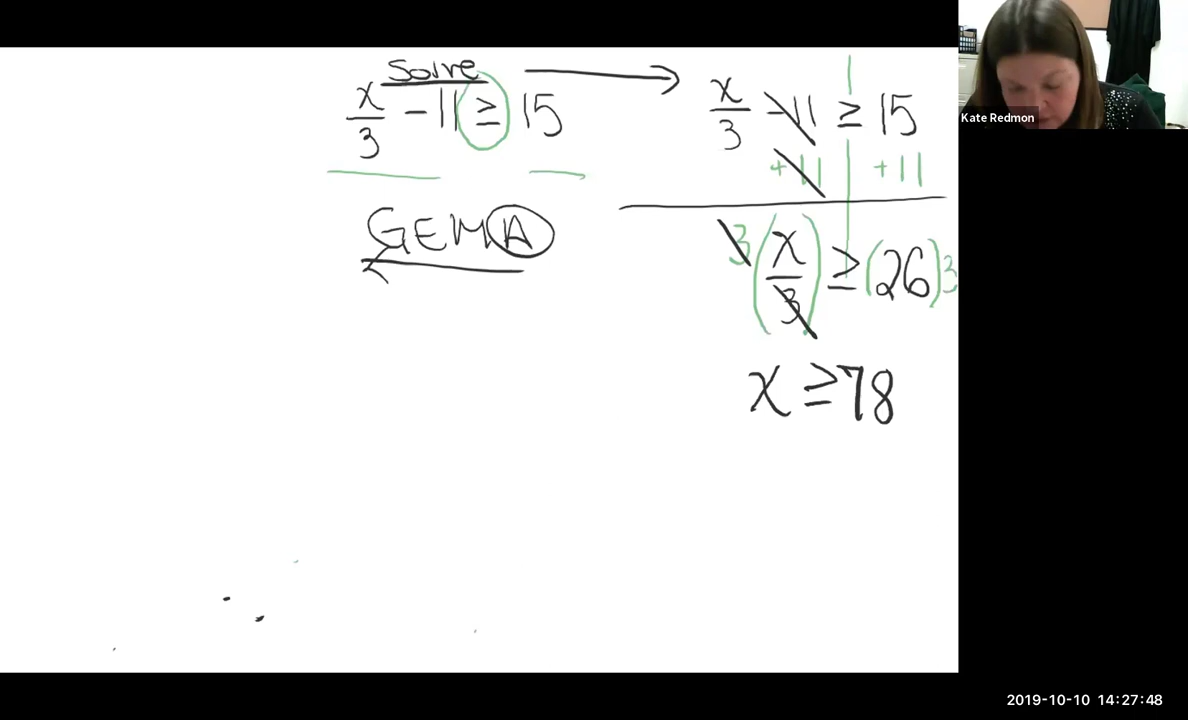 Solve
x/3 - 11 ≥ 15
GEMA
x/3 - 11 ≥ 15
+ 11 + 11
3(x/3) ≥ (26)3
x ≥ 78
Kate Redmon
2019-10-10 14:27:48